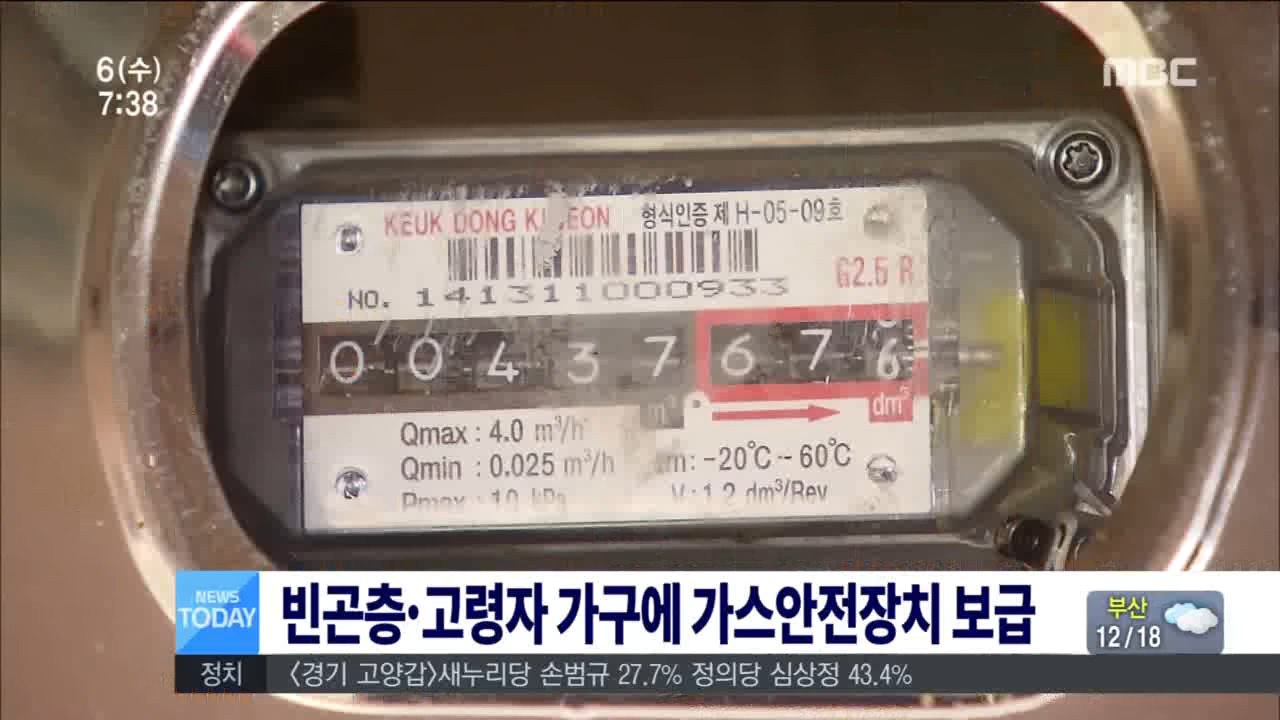 6(수)
7:38
MBC
KEUK DONG
형식인증 제 H-05-09호
G2.5 R
NO. 141311000933
0 0 4 3 7 6 7 6
m³ dm³
Qmax : 4.0 m³/h
Qmin : 0.025 m³/h
: -20℃ ~ 60℃
Pmax : 10 kPa
V : 1.2 dm³/Rev
NEWS
TODAY
빈곤층·고령자 가구에 가스안전장치 보급
부산
12/18
정치
〈경기 고양갑〉새누리당 손범규 27.7% 정의당 심상정 43.4%